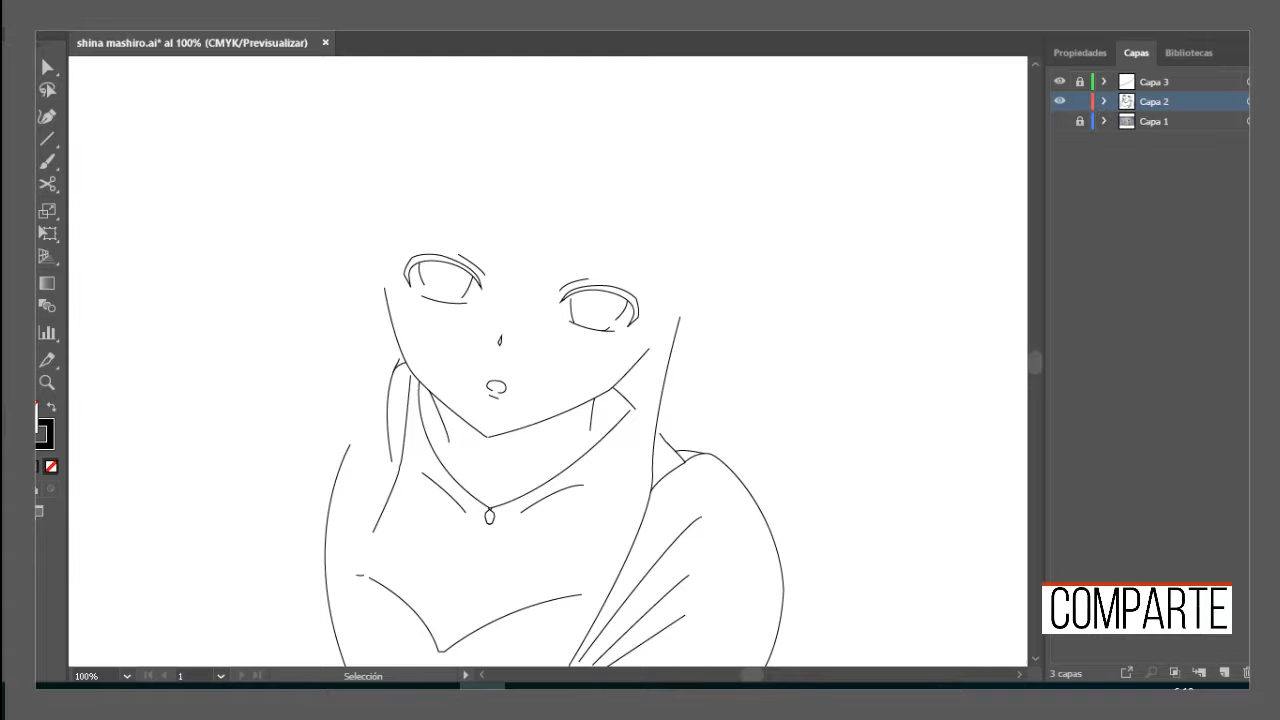 shina mashiro.ai* al 100% (CMYK/Previsualizar)
Propiedades Capas Bibliotecas
Capa 3
Capa 2
Capa 1
COMPARTE
100% 1 Selección 3 capas